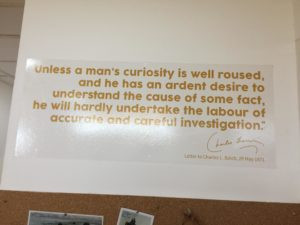 Unless a man's curiosity is well roused,
and he has an ardent desire to
understand the cause of some fact,
he will hardly undertake the labour of
accurate and careful investigation."
Letter to Charles L. Balch, 29 May 1871